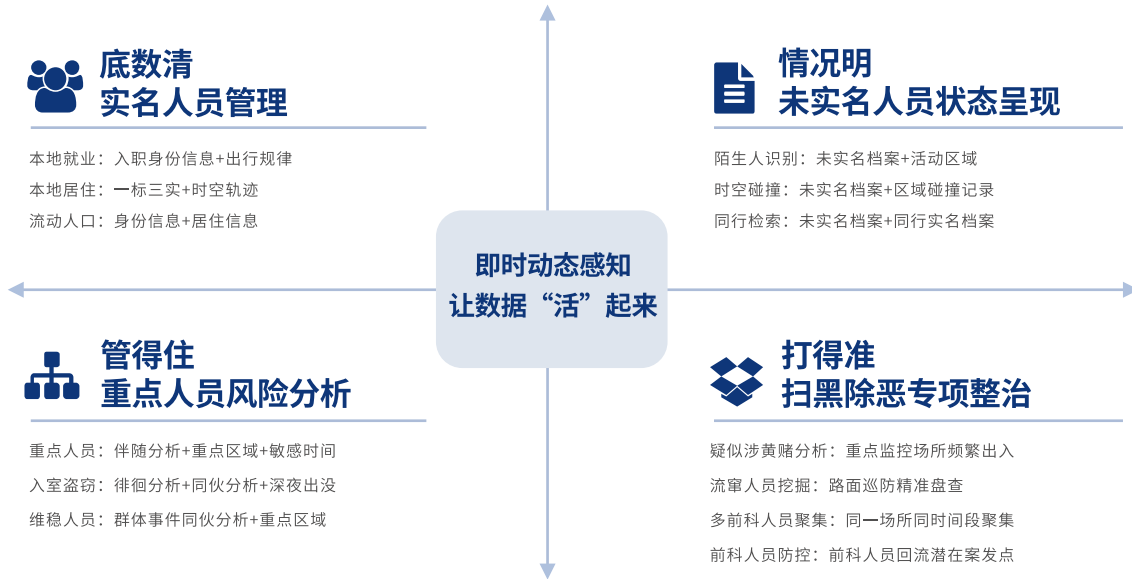 底数清
实名人员管理
本地就业：入职身份信息+出行规律
本地居住：一标三实+时空轨迹
流动人口：身份信息+居住信息
情况明
未实名人员状态呈现
陌生人识别：未实名档案+活动区域
时空碰撞：未实名档案+区域碰撞记录
同行检索：未实名档案+同行实名档案
即时动态感知
让数据“活”起来
管得住
重点人员风险分析
重点人员：伴随分析+重点区域+敏感时间
入室盗窃：徘徊分析+同伙分析+深夜出没
维稳人员：群体事件同伙分析+重点区域
打得准
扫黑除恶专项整治
疑似涉黄赌分析：重点监控场所频繁出入
流窜人员挖掘：路面巡防精准盘查
多前科人员聚集：同一场所同时间段聚集
前科人员防控：前科人员回流潜在案发点